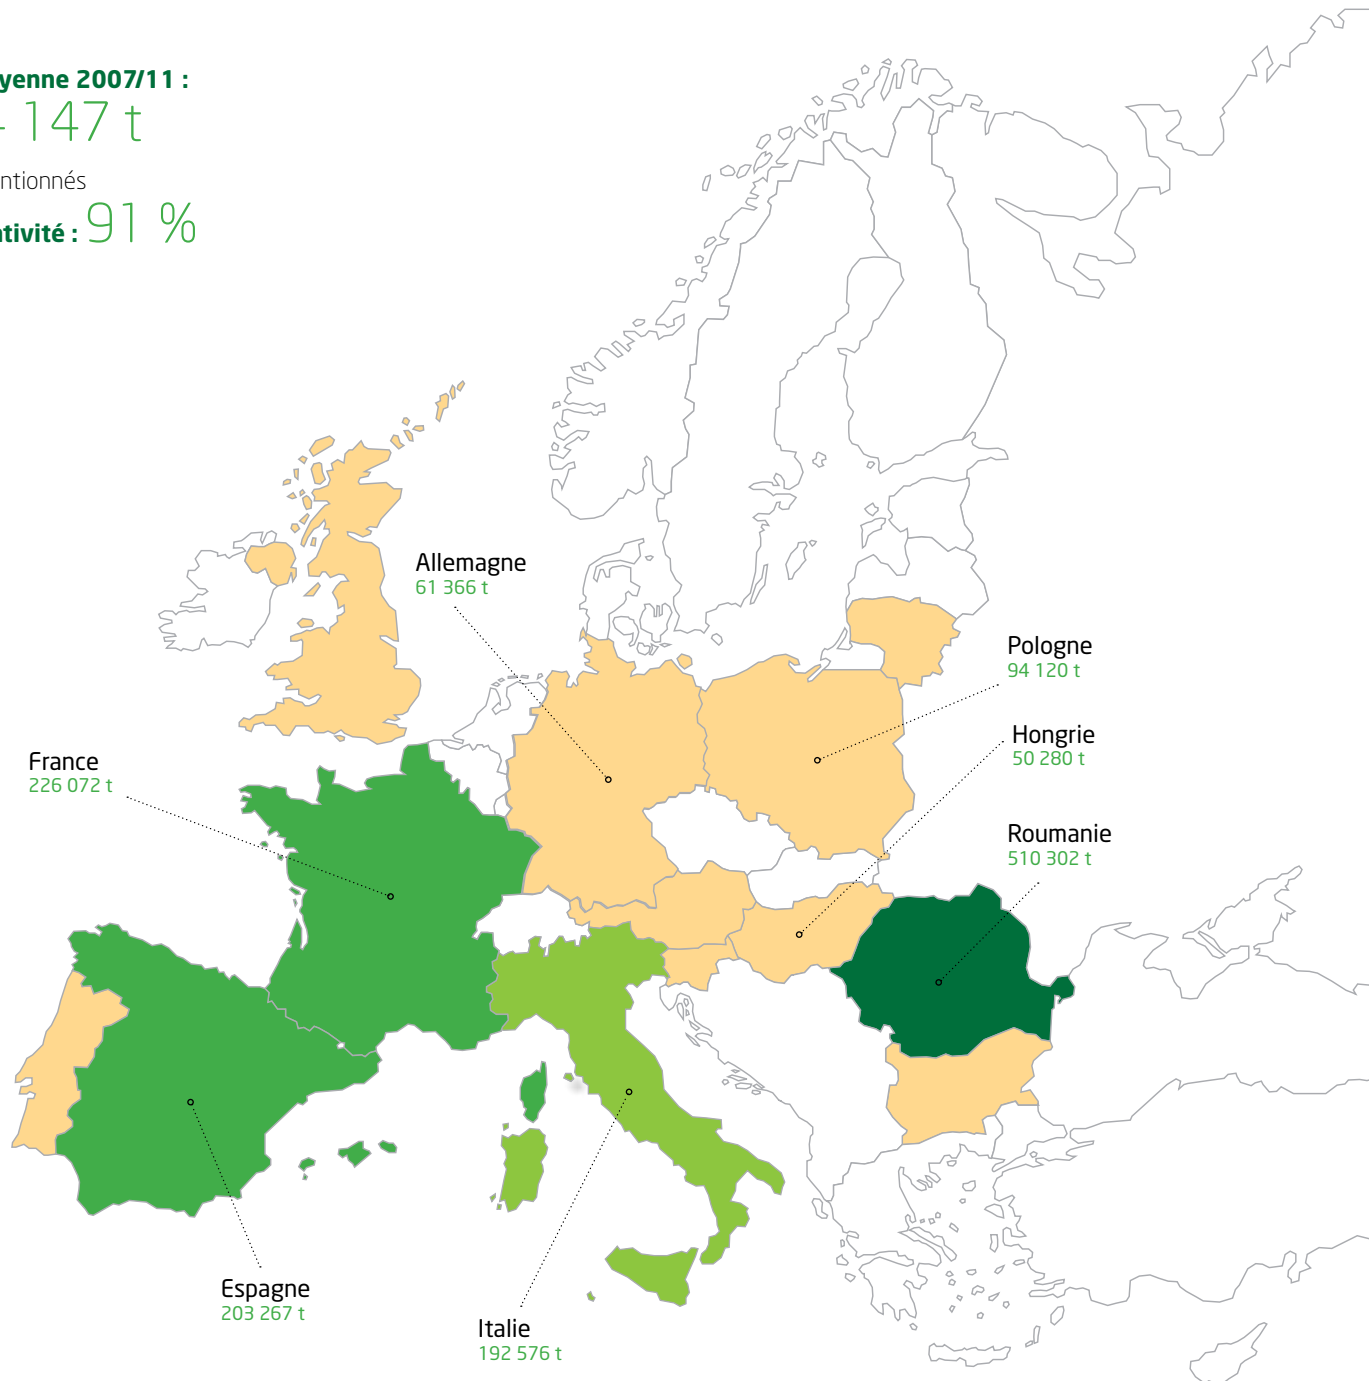 yenne 2007/11 :
147 t
ntionnés
ativité : 91 %
Allemagne
61 366 t
Pologne
94 120 t
Hongrie
50 280 t
France
226 072 t
Roumanie
510 302 t
Espagne
203 267 t
Italie
192 576 t